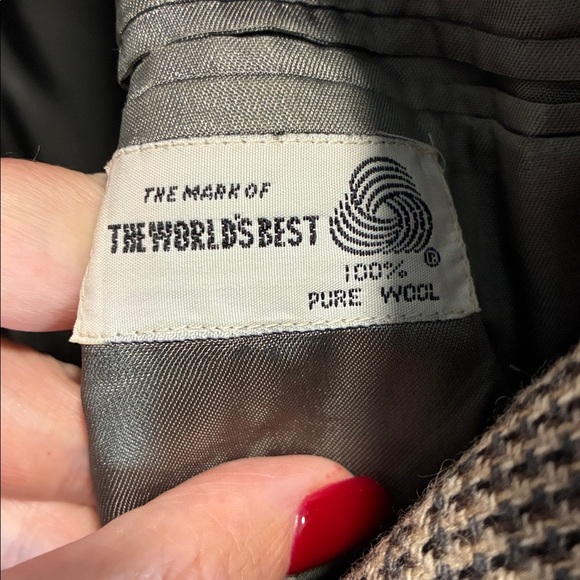 THE MARK OF
THE WORLD'S BEST
100% ®
PURE WOOL